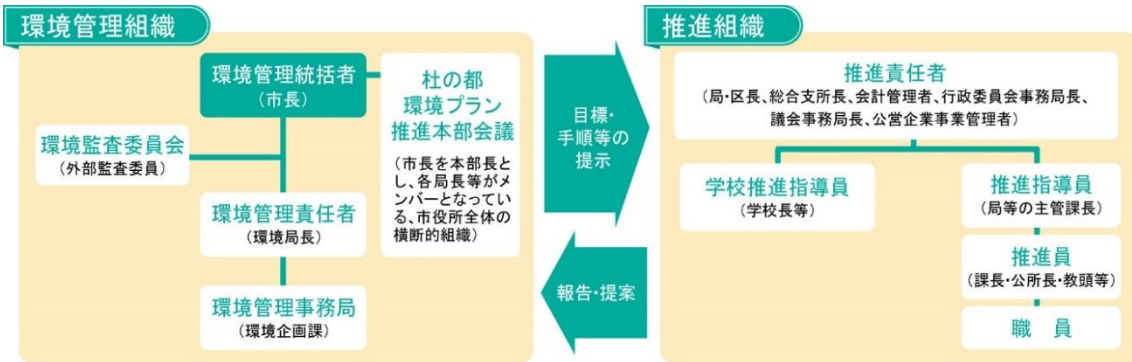 環境管理組織
環境管理統括者
（市長）
杜の都
環境プラン
推進本部会議
（市長を本部長と
し、各局長等がメ
ンバーとなってい
る、市役所全体の
横断的組織）
環境監査委員会
（外部監査委員）
環境管理責任者
（環境局長）
環境管理事務局
（環境企画課）
目標・
手順等の
提示
報告・提案
推進組織
推進責任者
（局・区長、総合支所長、会計管理者、行政委員会事務局長、
議会事務局長、公営企業事業管理者）
学校推進指導員
（学校長等）
推進指導員
（局等の主管課長）
推進員
（課長・公所長・教頭等）
職　員